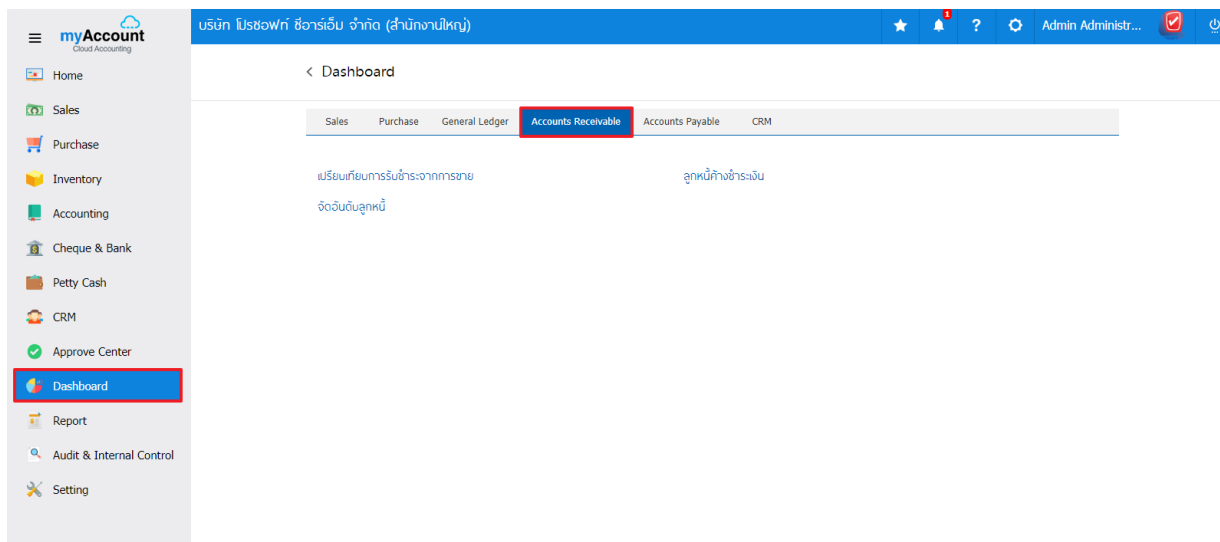 myAccount
Cloud Accounting
บริษัท โปรซอฟท์ ซีอาร์เอ็ม จำกัด (สำนักงานใหญ่)
1
?
Admin Administr...
Home
Sales
Purchase
Inventory
Accounting
Cheque & Bank
Petty Cash
CRM
Approve Center
Dashboard
Report
Audit & Internal Control
Setting
< Dashboard
Sales Purchase General Ledger Accounts Receivable Accounts Payable CRM
เปรียบเทียบการรับชำระจากการขาย ลูกหนี้ค้างชำระเงิน
จัดอันดับลูกหนี้